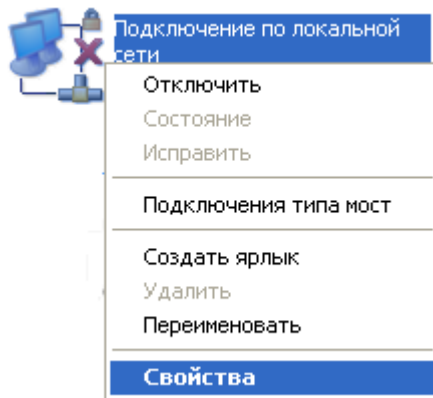 Подключение по локальной
сети
Отключить
Состояние
Исправить
Подключения типа мост
Создать ярлык
Удалить
Переименовать
Свойства